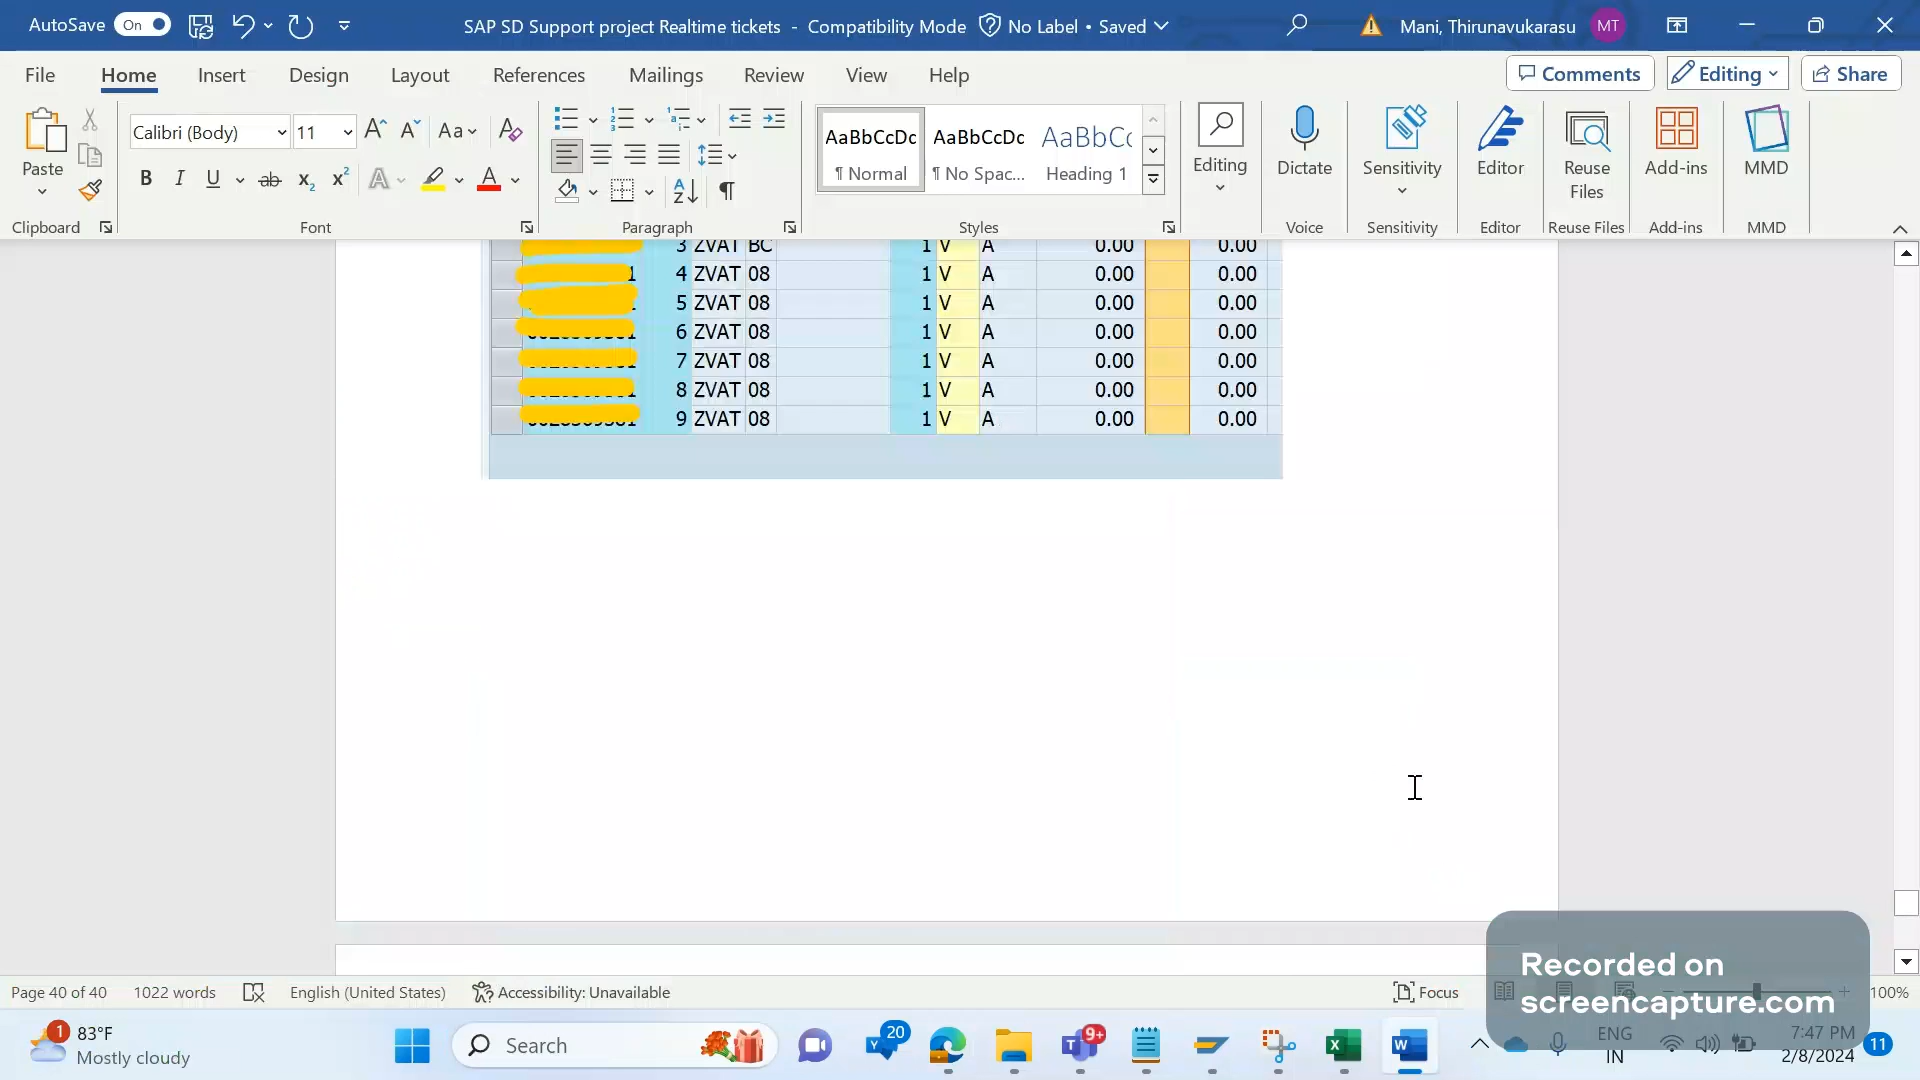 AutoSave On SAP SD Support project Realtime tickets - Compatibility Mode No Label • Saved Mani, Thirunavukarasu MT
File Home Insert Design Layout References Mailings Review View Help Comments Editing Share
Calibri (Body) 11 Aa AaBbCcDc AaBbCcDc AaBbCc
Paste B I U ab x2 x2 A A ¶ Normal ¶ No Spac... Heading 1 Editing Dictate Sensitivity Editor Reuse Files Add-ins MMD
Clipboard Font Paragraph Styles Voice Sensitivity Editor Reuse Files Add-ins MMD
3 ZVAT BC 1 V A 0.00 0.00
1 4 ZVAT 08 1 V A 0.00 0.00
5 ZVAT 08 1 V A 0.00 0.00
6 ZVAT 08 1 V A 0.00 0.00
7 ZVAT 08 1 V A 0.00 0.00
8 ZVAT 08 1 V A 0.00 0.00
9 ZVAT 08 1 V A 0.00 0.00
Recorded on
screencapture.com
Page 40 of 40 1022 words English (United States) Accessibility: Unavailable Focus 100%
1 83°F
Mostly cloudy
Search 20 9+ ENG
IN
7:47 PM
2/8/2024 11